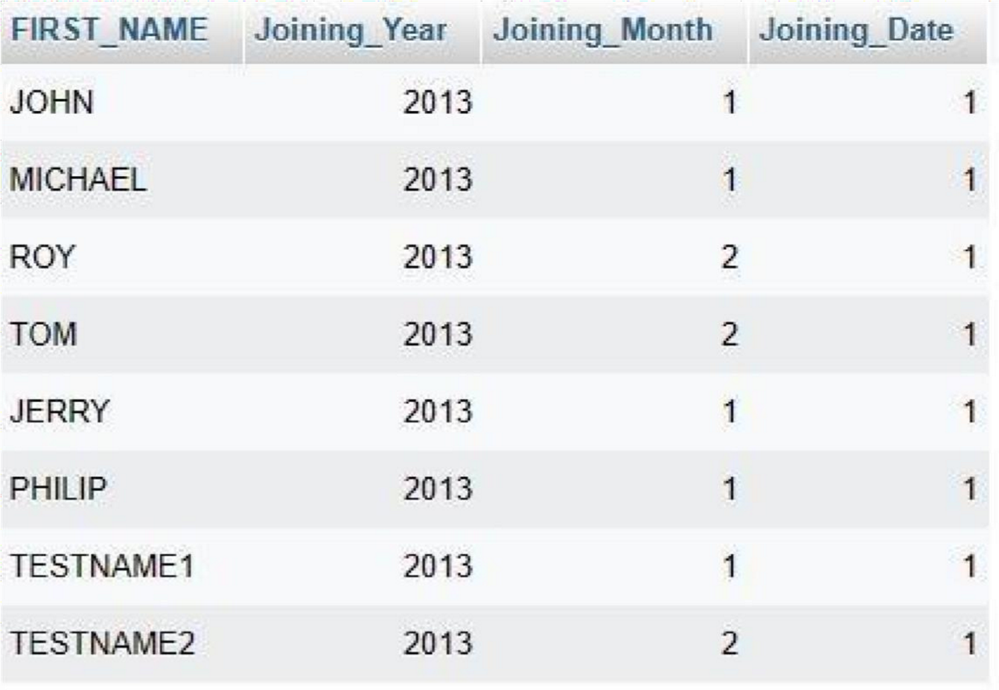 FIRST_NAME Joining_Year Joining_Month Joining_Date
JOHN 2013 1 1
MICHAEL 2013 1 1
ROY 2013 2 1
TOM 2013 2 1
JERRY 2013 1 1
PHILIP 2013 1 1
TESTNAME1 2013 1 1
TESTNAME2 2013 2 1